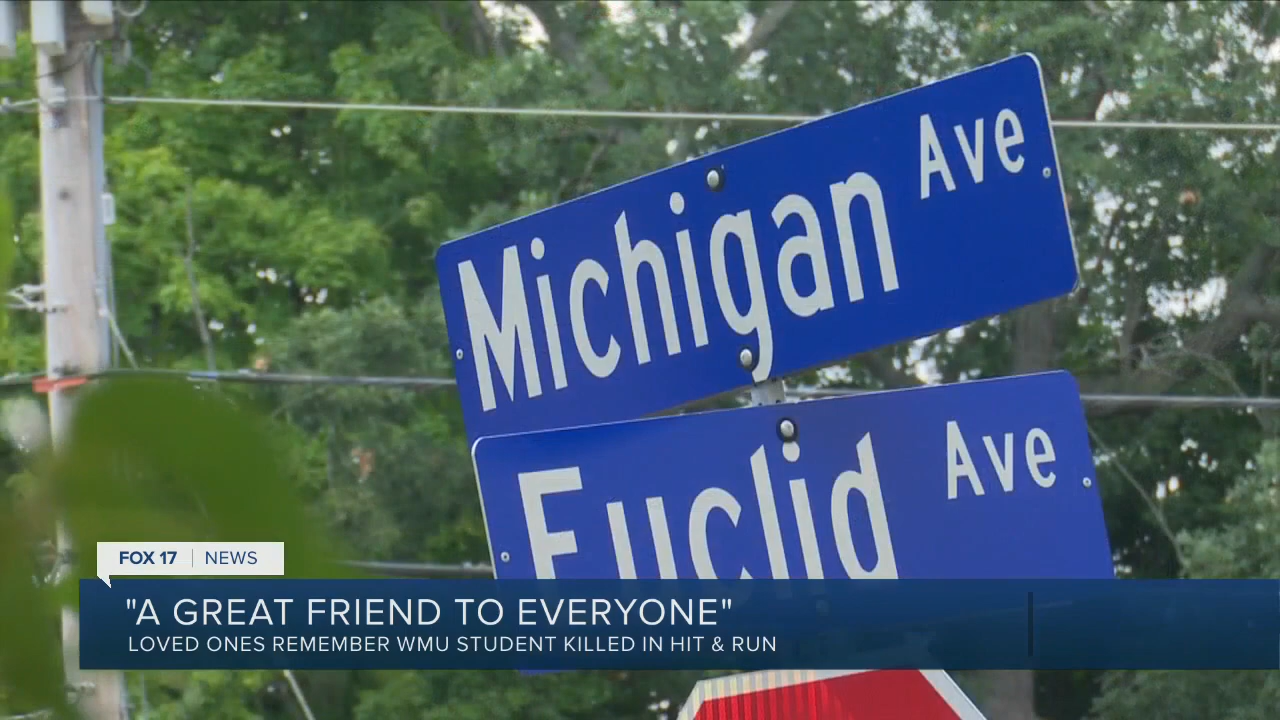 Michigan Ave
Euclid Ave
FOX 17 | NEWS
"A GREAT FRIEND TO EVERYONE"
LOVED ONES REMEMBER WMU STUDENT KILLED IN HIT & RUN